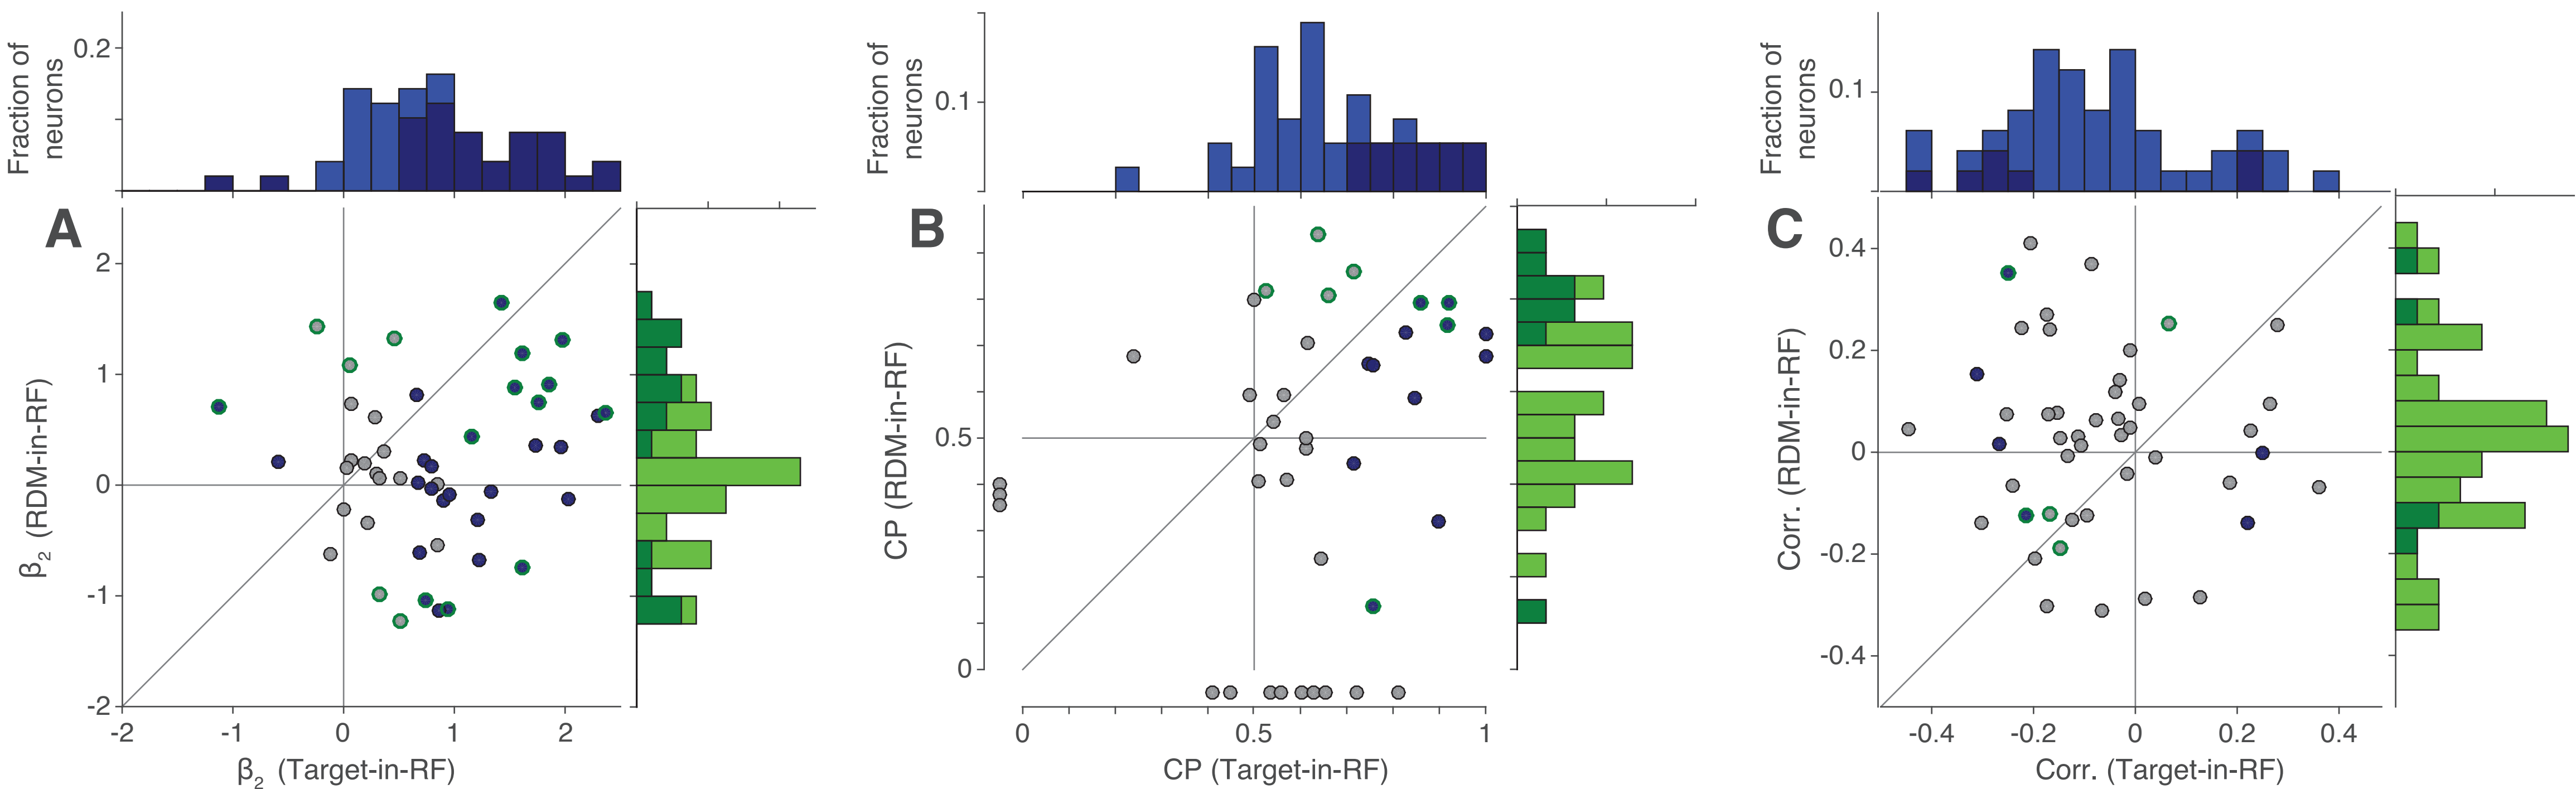 Fraction of
neurons
0.2
A
2
1
0
-1
-2
β2 (RDM-in-RF)
-2 -1 0 1 2
β2 (Target-in-RF)
Fraction of
neurons
0.1
B
0.5
0
CP (RDM-in-RF)
0 0.5 1
CP (Target-in-RF)
Fraction of
neurons
0.1
C
0.4
0.2
0
-0.2
-0.4
Corr. (RDM-in-RF)
-0.4 -0.2 0 0.2 0.4
Corr. (Target-in-RF)